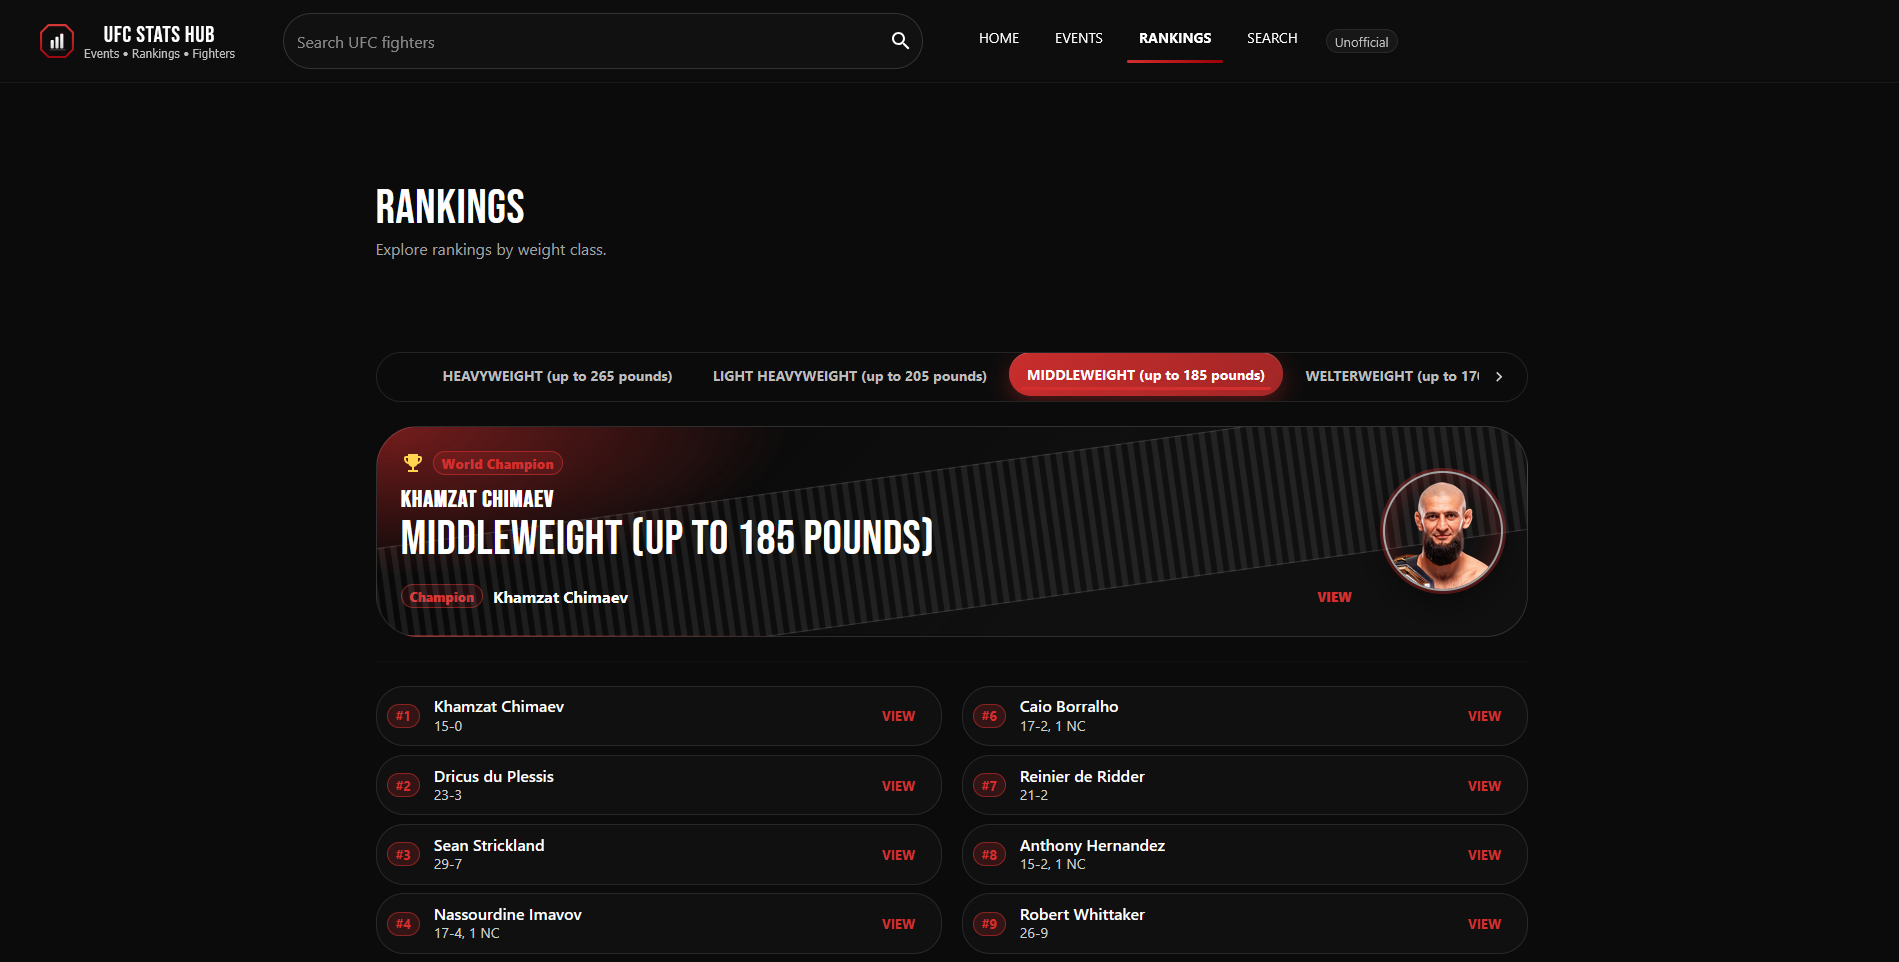 UFC STATS HUB
Events • Rankings • Fighters
Search UFC fighters
HOME
EVENTS
RANKINGS
SEARCH
Unofficial
RANKINGS
Explore rankings by weight class.
HEAVYWEIGHT (up to 265 pounds)
LIGHT HEAVYWEIGHT (up to 205 pounds)
MIDDLEWEIGHT (up to 185 pounds)
WELTERWEIGHT (up to 17
World Champion
KHAMZAT CHIMAEV
MIDDLEWEIGHT (UP TO 185 POUNDS)
Champion Khamzat Chimaev
VIEW
#1
Khamzat Chimaev
15-0
VIEW
#2
Dricus du Plessis
23-3
VIEW
#3
Sean Strickland
29-7
VIEW
#4
Nassourdine Imavov
17-4, 1 NC
VIEW
#6
Caio Borralho
17-2, 1 NC
VIEW
#7
Reinier de Ridder
21-2
VIEW
#8
Anthony Hernandez
15-2, 1 NC
VIEW
#9
Robert Whittaker
26-9
VIEW